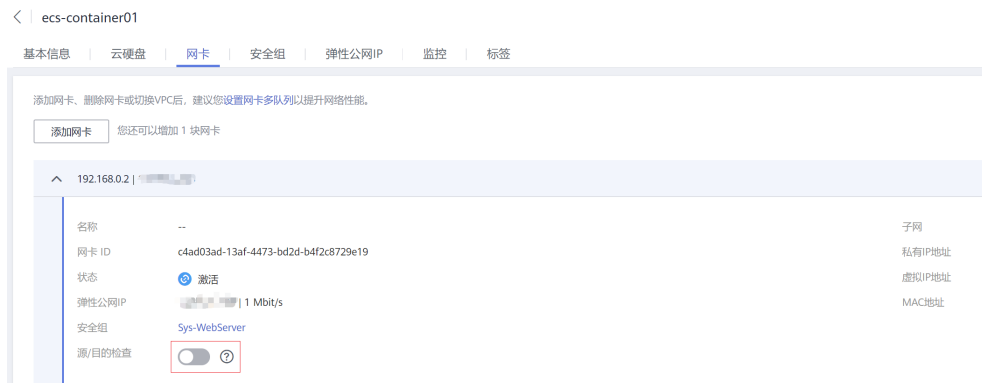 ecs-container01
基本信息 云硬盘 网卡 安全组 弹性公网IP 监控 标签
添加网卡、删除网卡或切换VPC后，建议您设置网卡多队列以提升网络性能。
添加网卡 您还可以增加 1 块网卡
192.168.0.2 |
名称 -- 子网
网卡 ID c4ad03ad-13af-4473-bd2d-b4f2c8729e19 私有IP地址
状态 激活 虚拟IP地址
弹性公网IP | 1 Mbit/s MAC地址
安全组 Sys-WebServer
源/目的检查